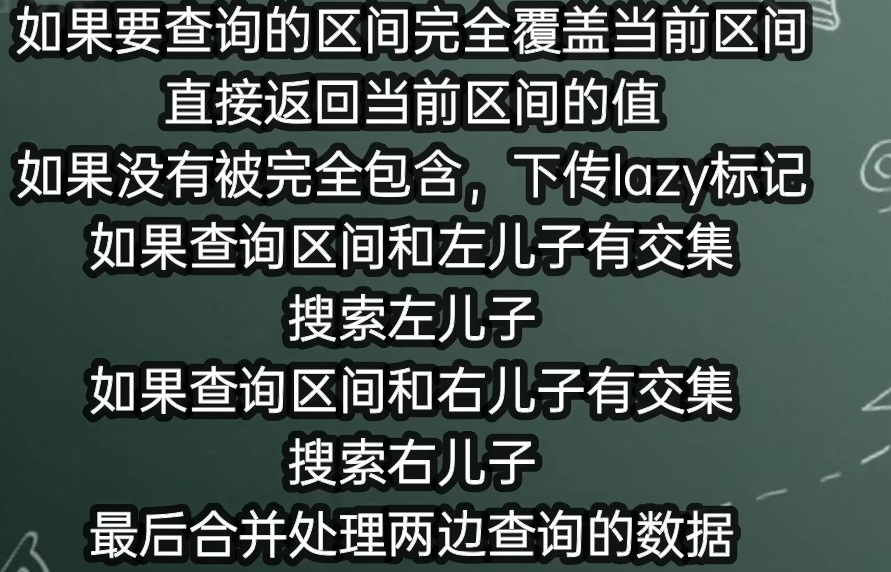 如果要查询的区间完全覆盖当前区间
直接返回当前区间的值
如果没有被完全包含，下传lazy标记
如果查询区间和左儿子有交集
搜索左儿子
如果查询区间和右儿子有交集
搜索右儿子
最后合并处理两边查询的数据